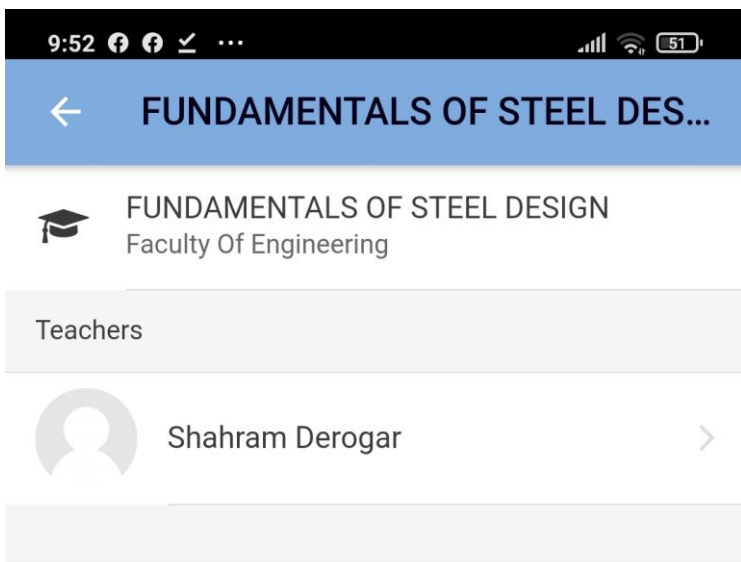 9:52
51
FUNDAMENTALS OF STEEL DES...
FUNDAMENTALS OF STEEL DESIGN
Faculty Of Engineering
Teachers
Shahram Derogar